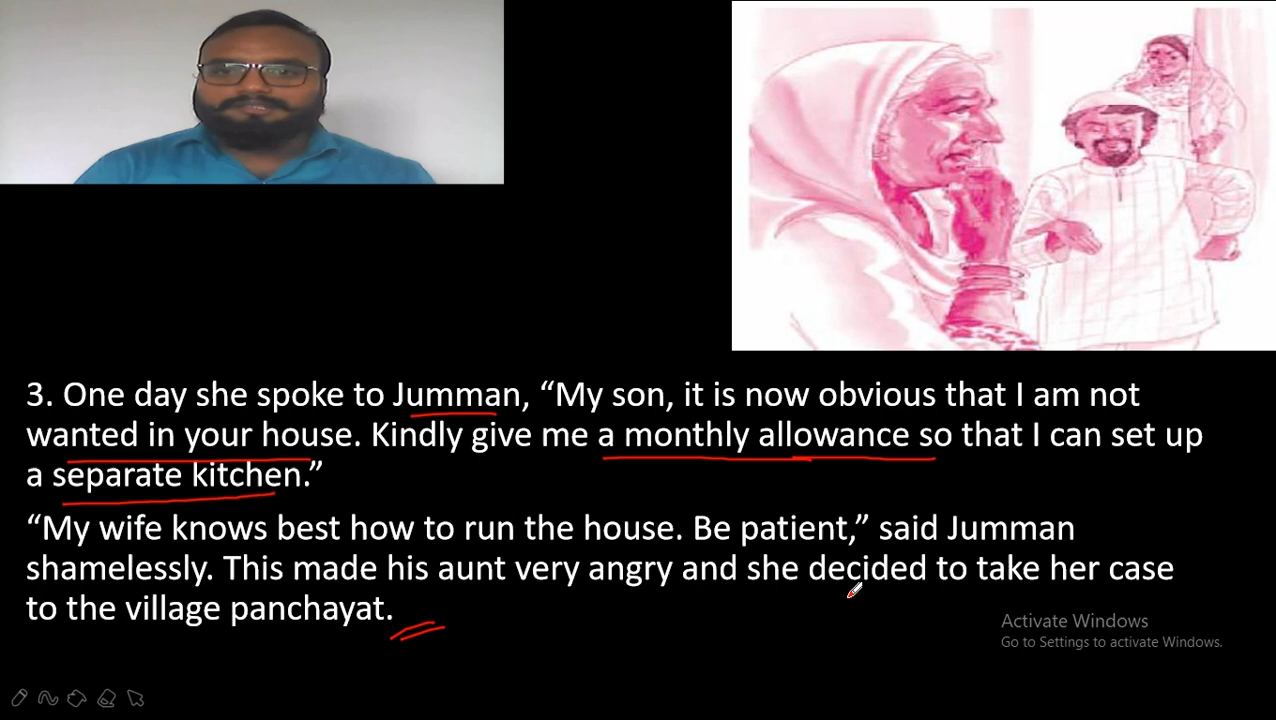 3. One day she spoke to Jumman, “My son, it is now obvious that I am not
wanted in your house. Kindly give me a monthly allowance so that I can set up
a separate kitchen.”
“My wife knows best how to run the house. Be patient,” said Jumman
shamelessly. This made his aunt very angry and she decided to take her case
to the village panchayat.
Activate Windows
Go to Settings to activate Windows.